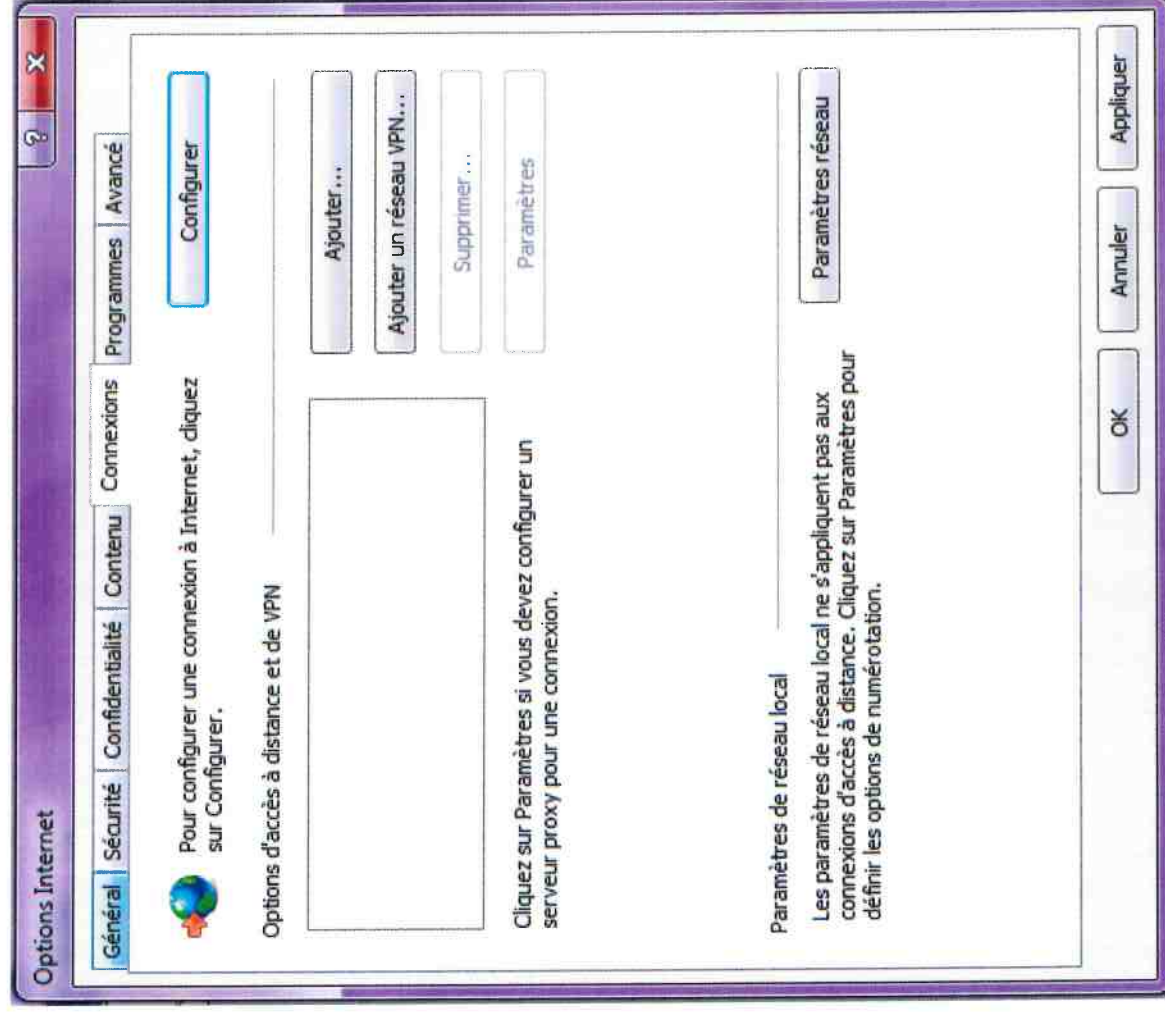 Options Internet
?
X
Général Sécurité Confidentialité Contenu Connexions Programmes Avancé
Pour configurer une connexion à Internet, cliquez
sur Configurer.
Configurer
Options d'accès à distance et de VPN
Ajouter...
Ajouter un réseau VPN...
Supprimer...
Paramètres
Cliquez sur Paramètres si vous devez configurer un
serveur proxy pour une connexion.
Paramètres de réseau local
Les paramètres de réseau local ne s'appliquent pas aux
connexions d'accès à distance. Cliquez sur Paramètres pour
définir les options de numérotation.
Paramètres réseau
OK Annuler Appliquer